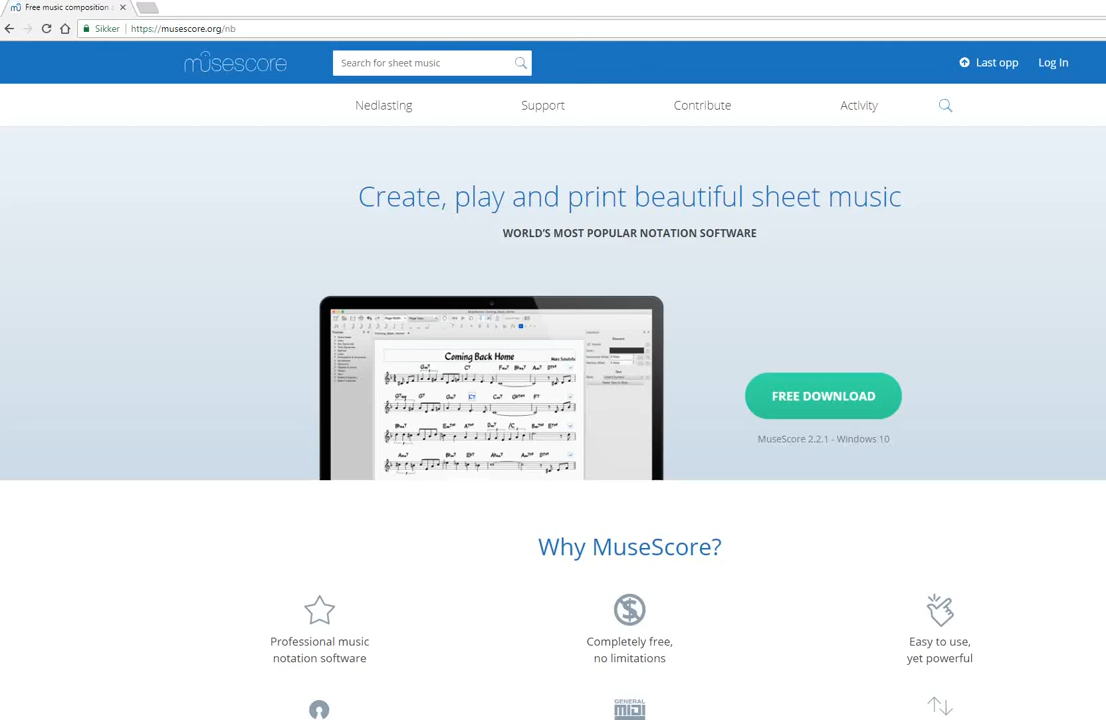 Free music composition
Sikker
https://musescore.org/nb
musescore
Search for sheet music
Last opp
Log In
Nedlasting
Support
Contribute
Activity
Create, play and print beautiful sheet music
WORLD'S MOST POPULAR NOTATION SOFTWARE
Coming Back Home
FREE DOWNLOAD
MuseScore 2.2.1 - Windows 10
Why MuseScore?
Professional music
notation software
Completely free,
no limitations
Easy to use,
yet powerful
GENERAL
MIDI